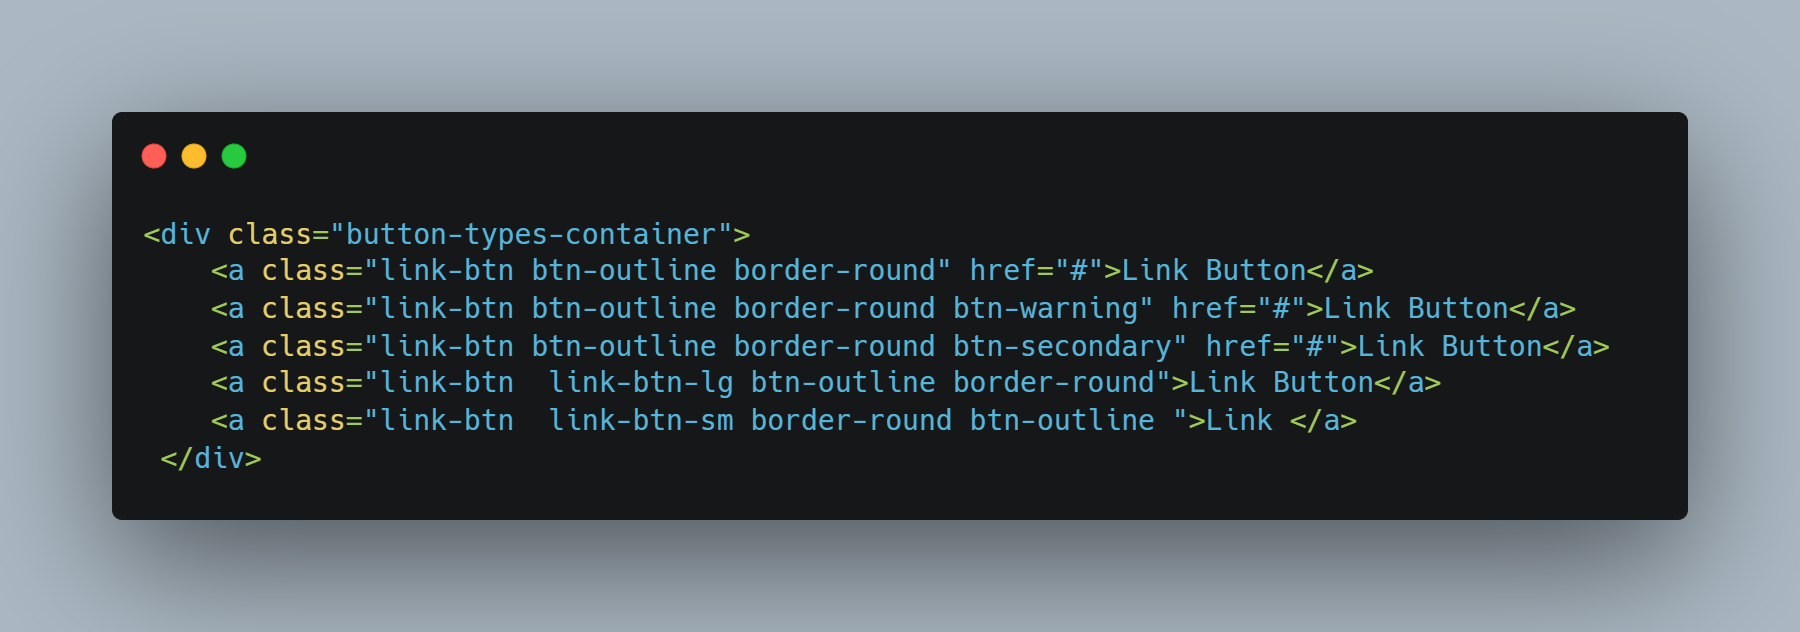 <div class="button-types-container">
    <a class="link-btn btn-outline border-round" href="#">Link Button</a>
    <a class="link-btn btn-outline border-round btn-warning" href="#">Link Button</a>
    <a class="link-btn btn-outline border-round btn-secondary" href="#">Link Button</a>
    <a class="link-btn  link-btn-lg btn-outline border-round">Link Button</a>
    <a class="link-btn  link-btn-sm border-round btn-outline ">Link </a>
 </div>